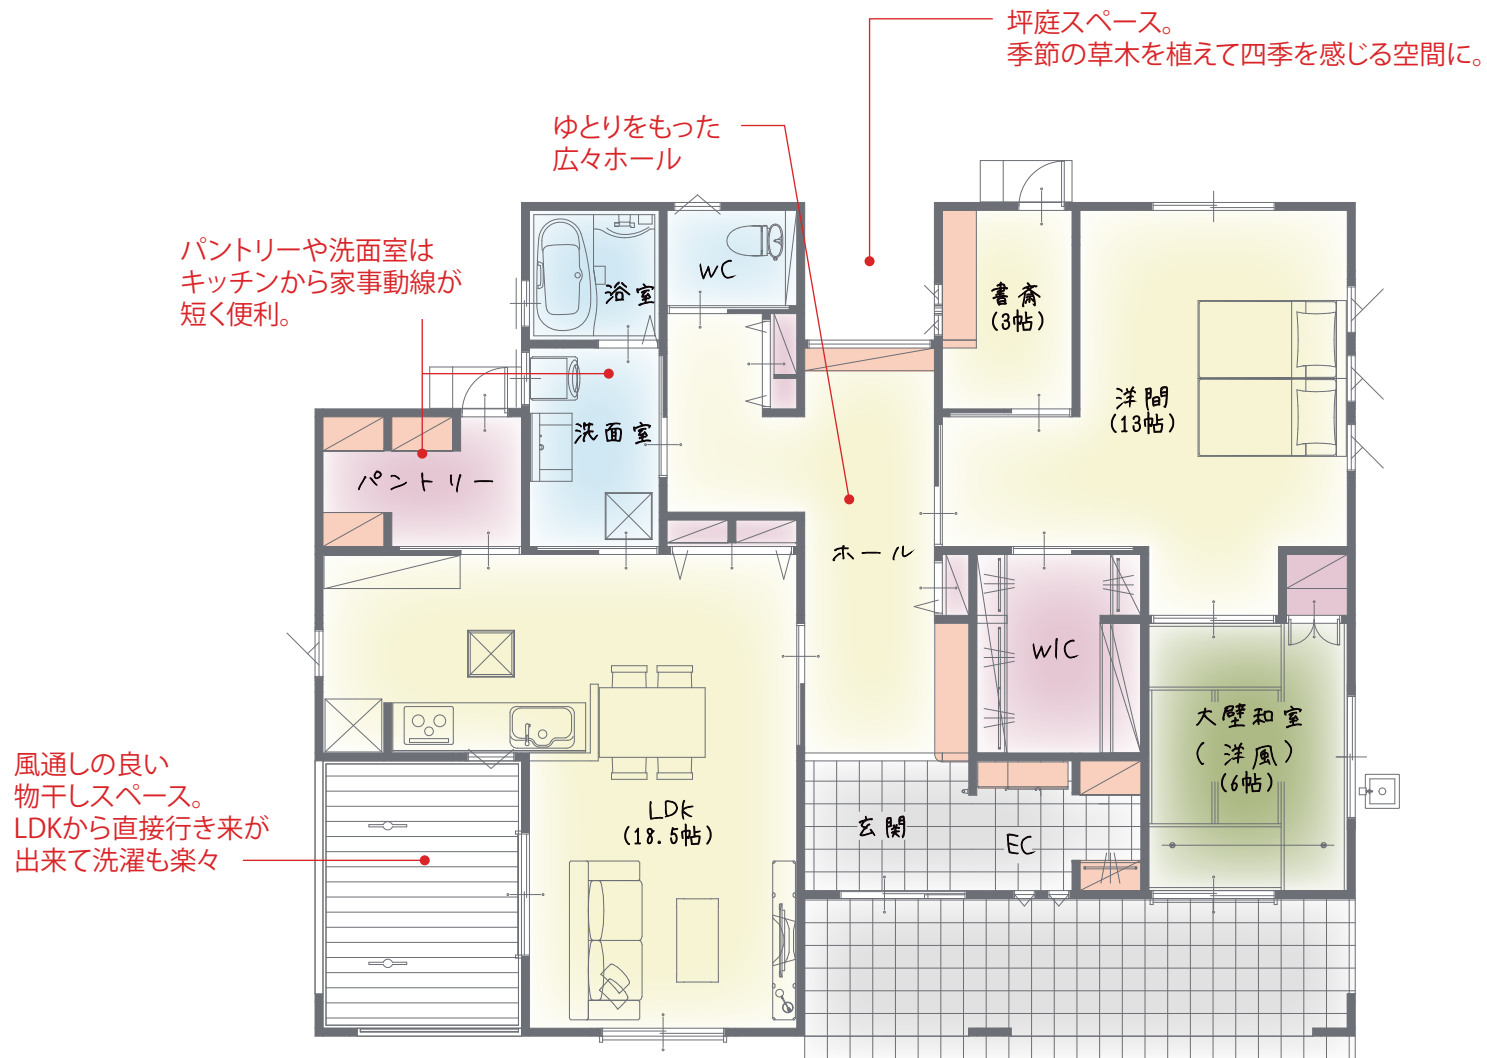 坪庭スペース。
季節の草木を植えて四季を感じる空間に。
ゆとりをもった
広々ホール
パントリーや洗面室は
キッチンから家事動線が
短く便利。
浴室
WC
書斎
(3帖)
洋間
(13帖)
洗面室
パントリー
ホール
WIC
大壁和室
(洋風)
(6帖)
風通しの良い
物干しスペース。
LDKから直接行き来が
出来て洗濯も楽々
LDK
(18.5帖)
玄関
EC